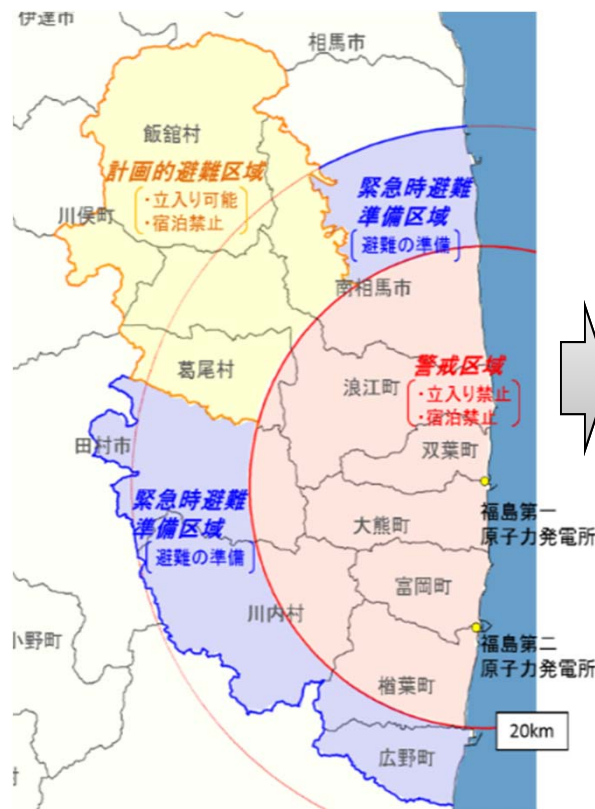 伊達市
相馬市
飯舘村
計画的避難区域
・立入り可能
・宿泊禁止
川俣町
緊急時避難
準備区域
避難の準備
南相馬市
葛尾村
浪江町
警戒区域
・立入り禁止
・宿泊禁止
田村市
双葉町
緊急時避難
準備区域
避難の準備
大熊町
福島第一
原子力発電所
富岡町
川内村
小野町
福島第二
原子力発電所
楢葉町
20km
広野町
村